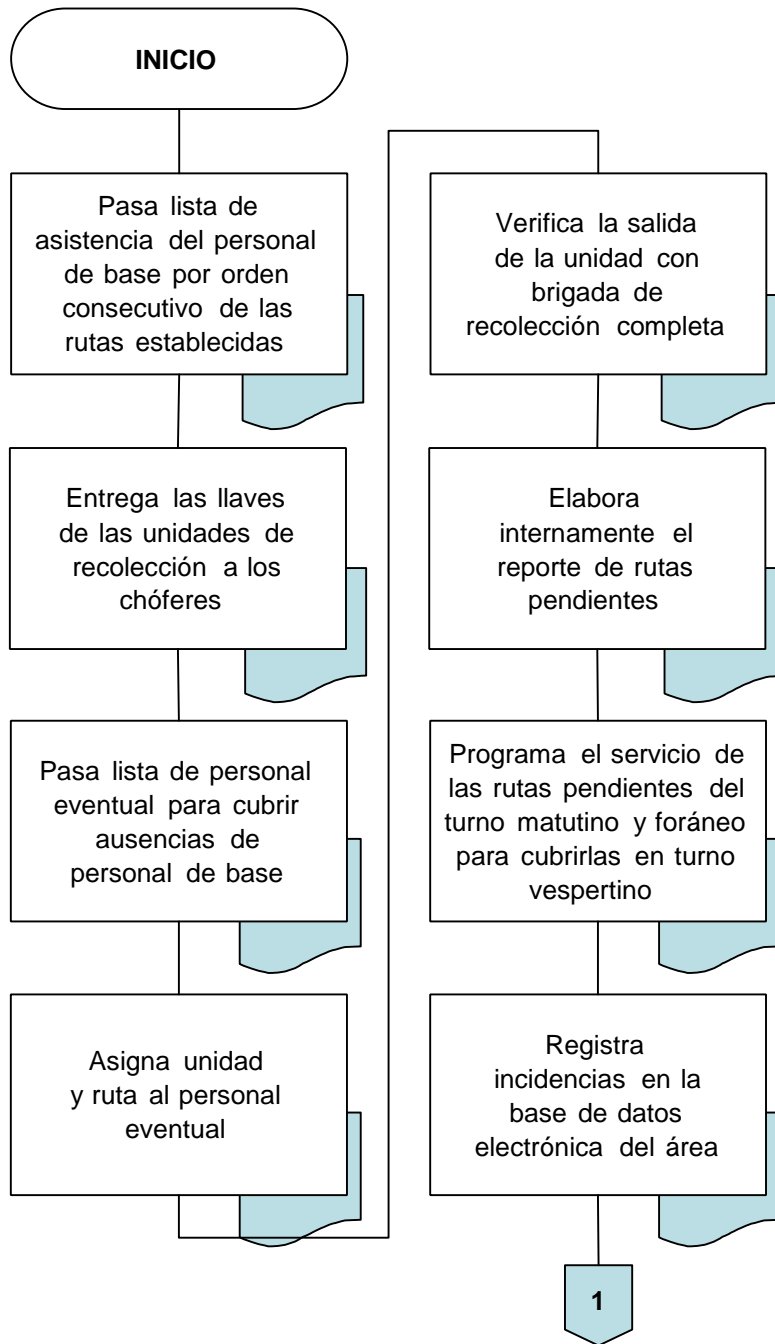 INICIO
Pasa lista de
asistencia del personal
de base por orden
consecutivo de las
rutas establecidas
Entrega las llaves
de las unidades de
recolección a los
chóferes
Pasa lista de personal
eventual para cubrir
ausencias de
personal de base
Asigna unidad
y ruta al personal
eventual
Verifica la salida
de la unidad con
brigada de
recolección completa
Elabora
internamente el
reporte de rutas
pendientes
Programa el servicio de
las rutas pendientes del
turno matutino y foráneo
para cubrirlas en turno
vespertino
Registra
incidencias en la
base de datos
electrónica del área
1